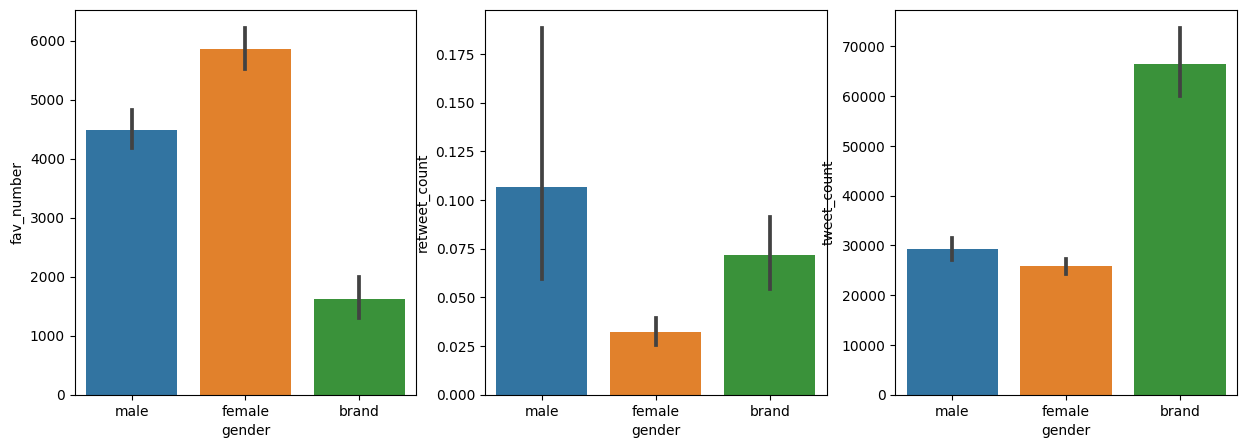 6000
5000
4000
3000
2000
1000
0
fav_number
male female brand
gender
0.175
0.150
0.125
0.100
0.075
0.050
0.025
0.000
retweet_count
male female brand
gender
70000
60000
50000
40000
30000
20000
10000
0
tweet_count
male female brand
gender